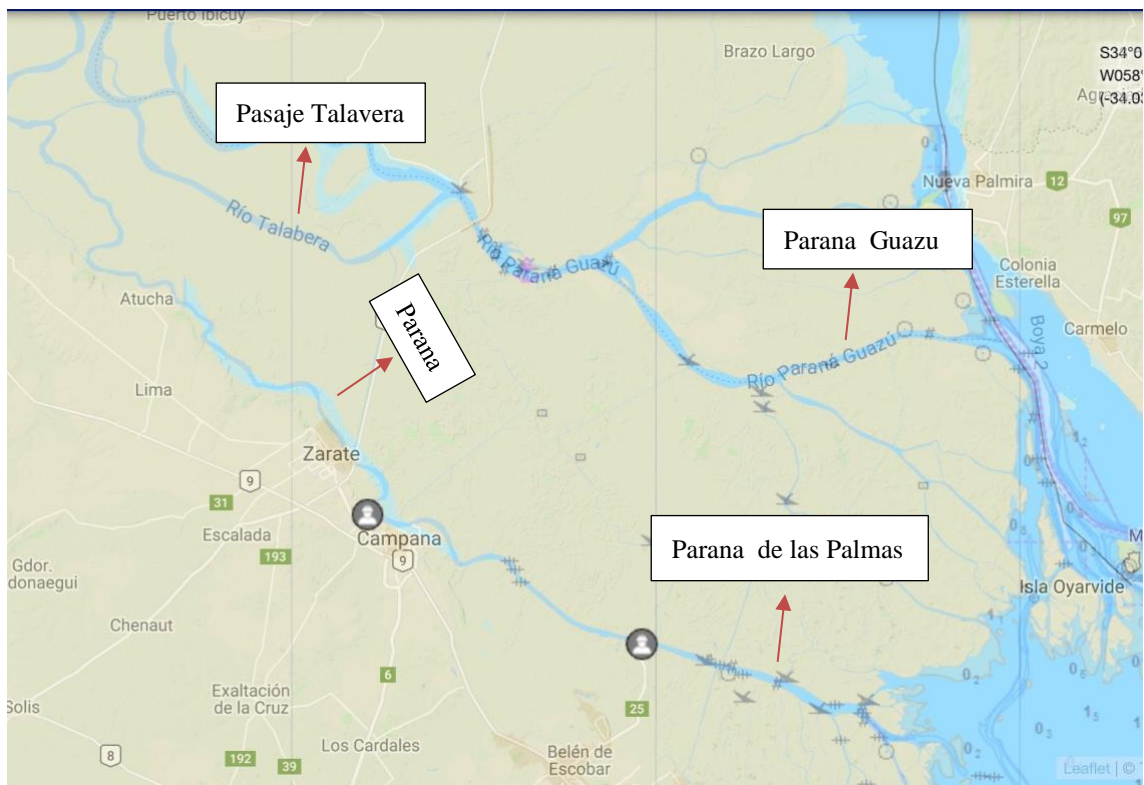 Puerto Ibicuy
Brazo Largo
S34°0
W058°
(-34.0
Pasaje Talavera
Nueva Palmira
12
97
Río Talabera
Parana Guazu
Río Paraná Guazú
Colonia
Esterella
Atucha
Parana
Boya 2
Carmelo
Río Paraná Guazú
Lima
Zarate
9
31
Escalada
193
Campana
9
Parana de las Palmas
Gdor.
donaegui
Isla Oyarvide
Chenaut
6
Exaltación
de la Cruz
Solis
25
8
192
39
Los Cardales
Belén de
Escobar
Leaflet | ©